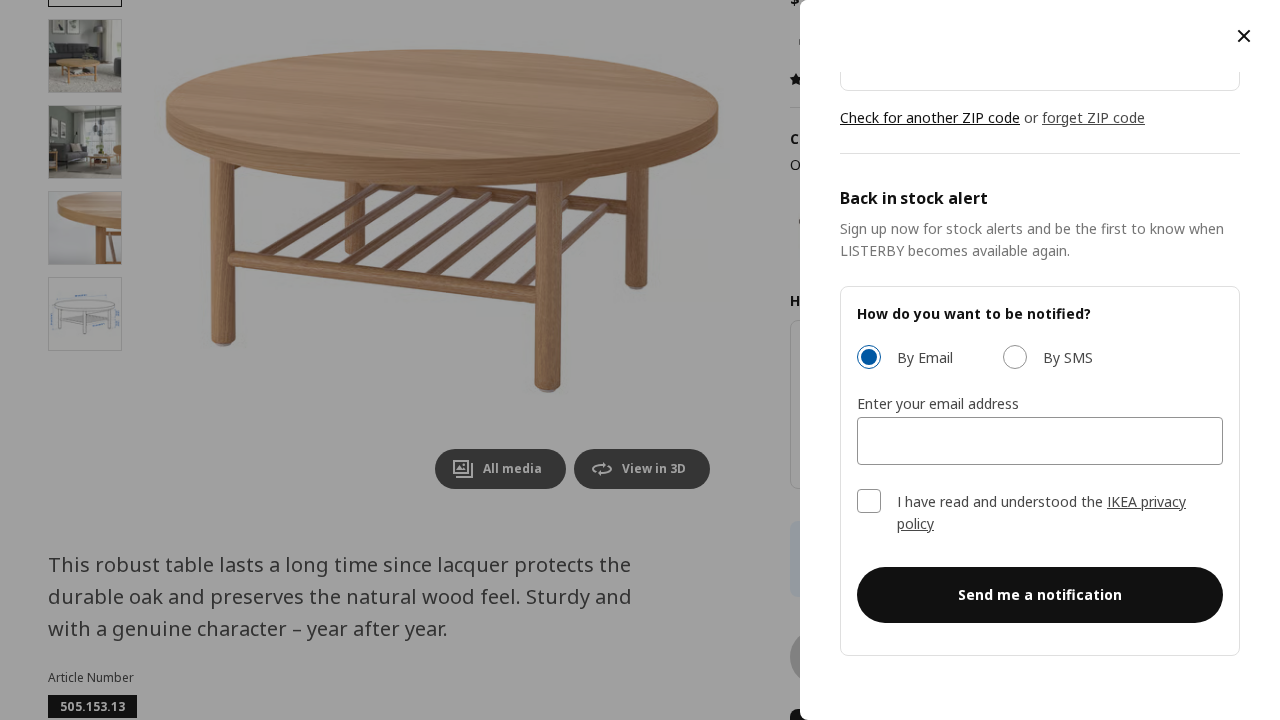 All media
View in 3D
This robust table lasts a long time since lacquer protects the
durable oak and preserves the natural wood feel. Sturdy and
with a genuine character – year after year.
Article Number
505.153.13
Check for another ZIP code or forget ZIP code
Back in stock alert
Sign up now for stock alerts and be the first to know when
LISTERBY becomes available again.
How do you want to be notified?
By Email
By SMS
Enter your email address
I have read and understood the IKEA privacy
policy
Send me a notification